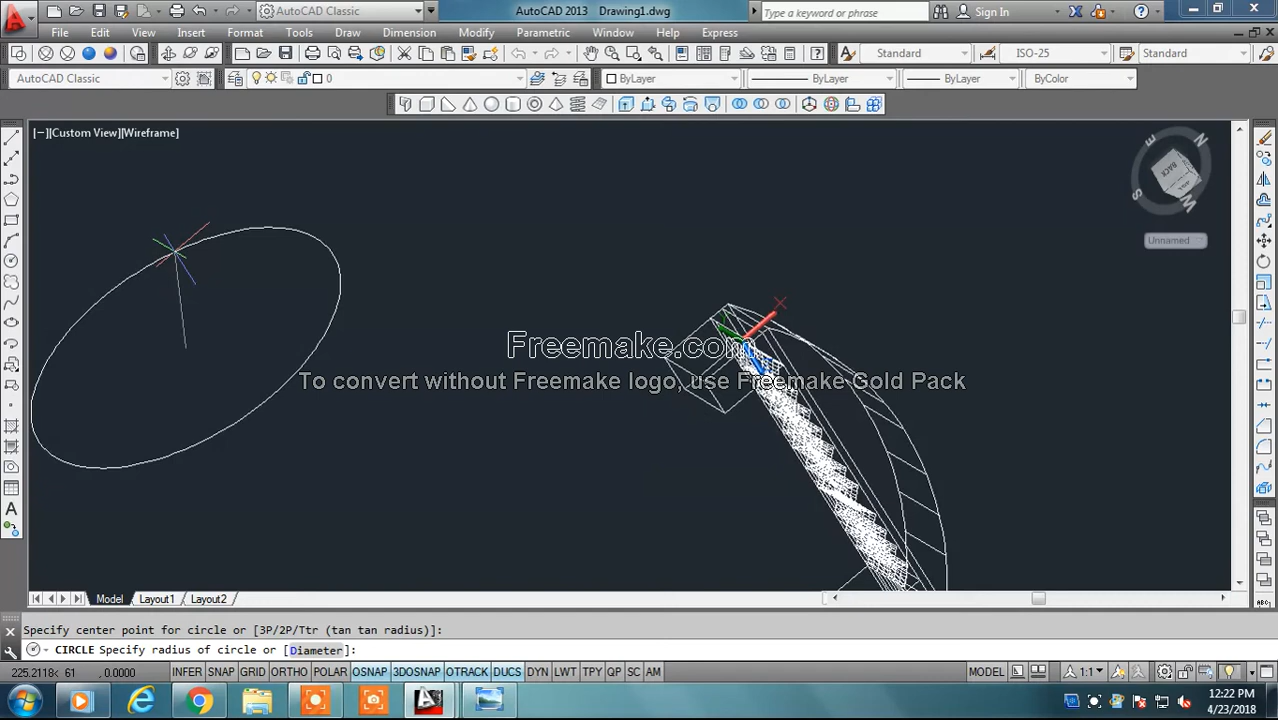 AutoCAD Classic
AutoCAD 2013 Drawing1.dwg
Type a keyword or phrase
Sign In
File Edit View Insert Format Tools Draw Dimension Modify Parametric Window Help Express
Standard ISO-25 Standard
AutoCAD Classic 0 ByLayer ByLayer ByLayer ByColor
[−][Custom View][Wireframe]
N
E
S
W
BACK
Unnamed
Freemake.com
To convert without Freemake logo, use Freemake Gold Pack
Model Layout1 Layout2
Specify center point for circle or [3P/2P/Ttr (tan tan radius)]:
CIRCLE Specify radius of circle or [Diameter]:
225.2118< 61 , 0.0000 INFER SNAP GRID ORTHO POLAR OSNAP 3DOSNAP OTRACK DUCS DYN LWT TPY QP SC AM MODEL 1:1
12:22 PM
4/23/2018